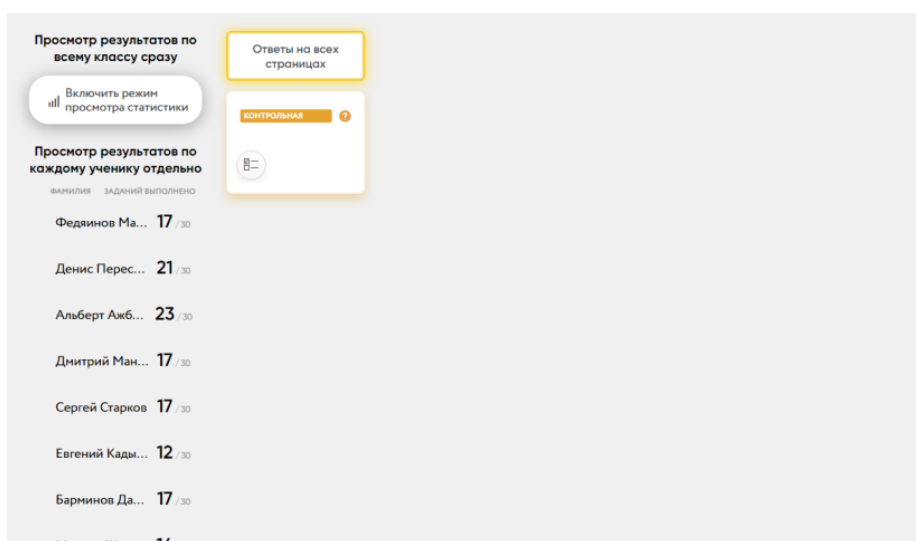 Просмотр результатов по
всему классу сразу
Включить режим
просмотра статистики
Просмотр результатов по
каждому ученику отдельно
ФАМИЛИЯ ЗАДАНИЙ ВЫПОЛНЕНО
Федяинов Ма... 17 / 30
Денис Перес... 21 / 30
Альберт Ажб... 23 / 30
Дмитрий Ман... 17 / 30
Сергей Старков 17 / 30
Евгений Кады... 12 / 30
Барминов Да... 17 / 30
Ответы на всех
страницах
КОНТРОЛЬНАЯ ?